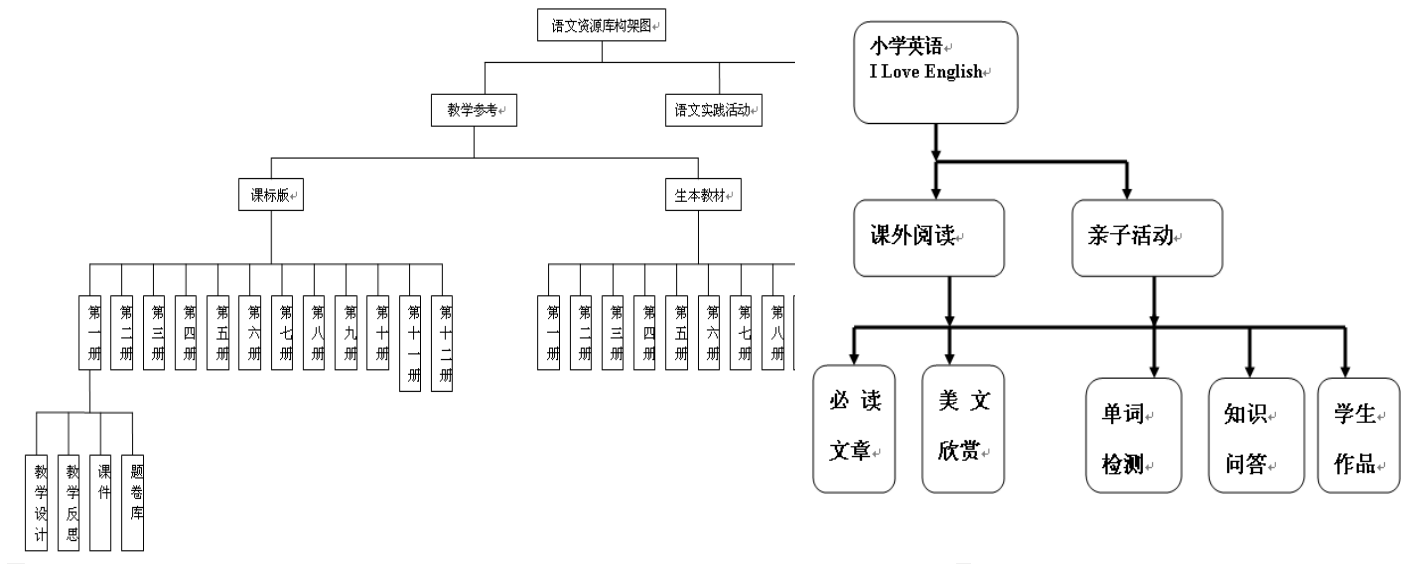 语文资源库构架图
教学参考
语文实践活动
课标版
生本教材
第一册
第二册
第三册
第四册
第五册
第六册
第七册
第八册
第九册
第十册
第十一册
第十二册
第一册
第二册
第三册
第四册
第五册
第六册
第七册
第八册
教学设计
教学反思
课件
题卷库
小学英语
I Love English
课外阅读
亲子活动
必 读
文章
美 文
欣赏
单词
检测
知识
问答
学生
作品